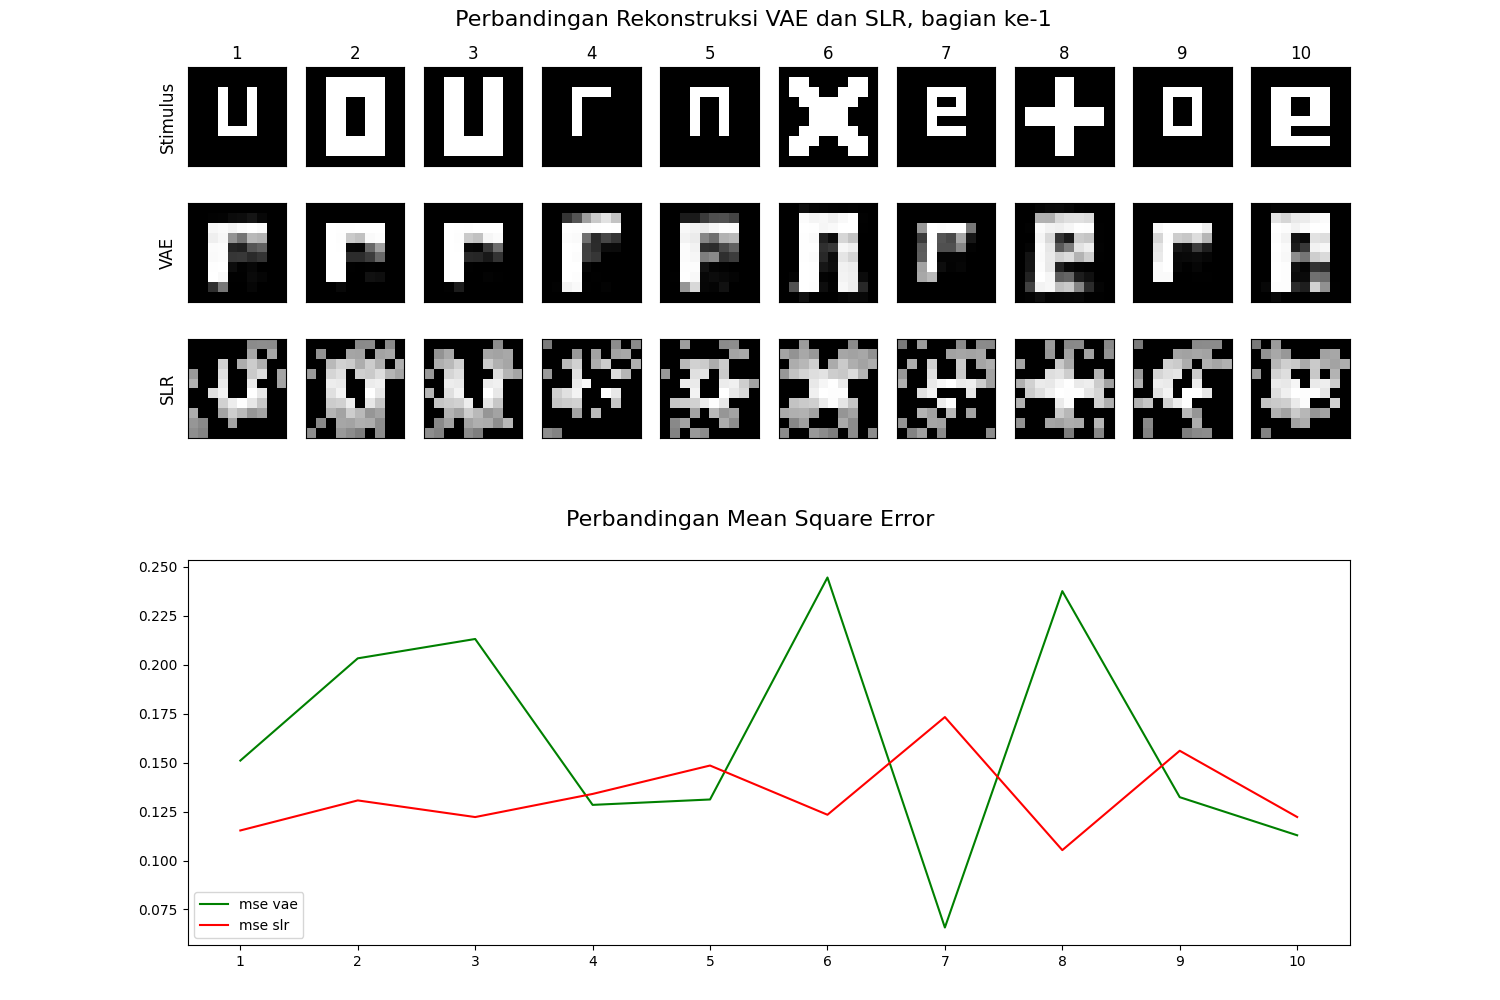 Perbandingan Rekonstruksi VAE dan SLR, bagian ke-1
1 2 3 4 5 6 7 8 9 10
Stimulus
VAE
SLR
Perbandingan Mean Square Error
0.250
0.225
0.200
0.175
0.150
0.125
0.100
0.075
mse vae
mse slr
1 2 3 4 5 6 7 8 9 10